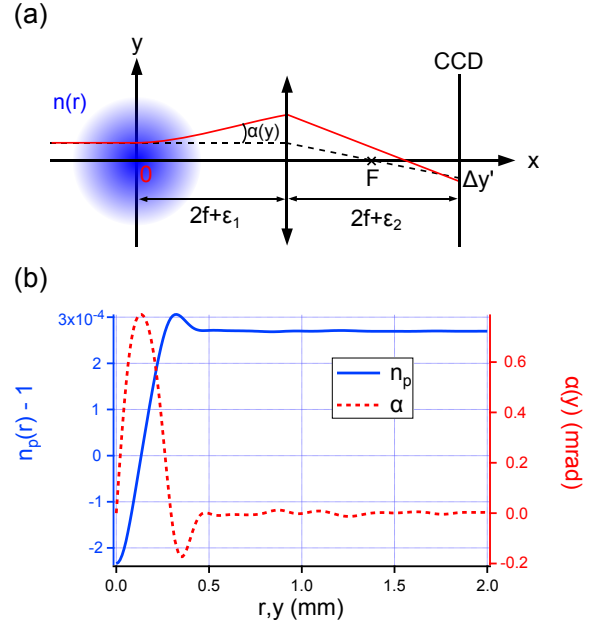 (a)
y
CCD
n(r)
α(y)
x
0
F
Δy'
2f+ε₁
2f+ε₂
(b)
3x10⁻⁴
2
1
0
-1
-2
n_p(r) - 1
n_p
α
0.6
0.4
0.2
0.0
-0.2
α(y) (mrad)
0.0
0.5
1.0
1.5
2.0
r,y (mm)